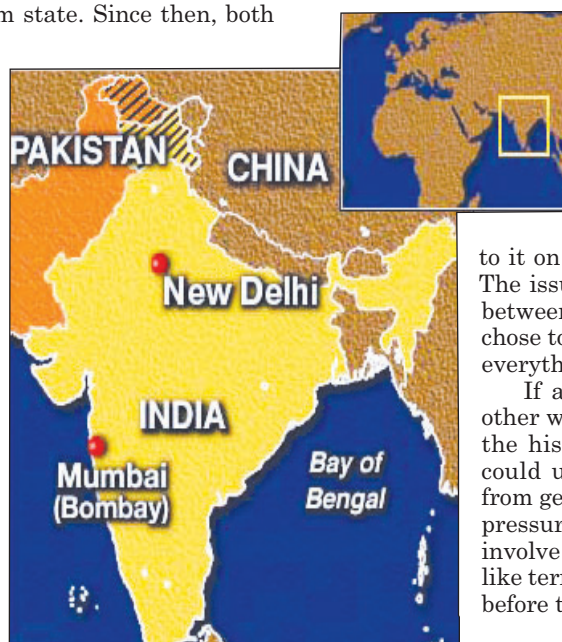 m state. Since then, both
PAKISTAN
CHINA
New Delhi
INDIA
Mumbai
(Bombay)
Bay of
Bengal
to it on
The issu
between
chose to
everyth
If a
other w
the his
could u
from ge
pressur
involve
like terr
before t